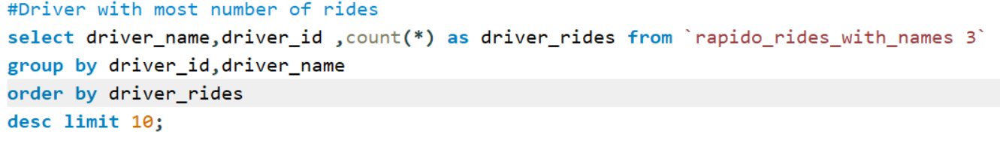 #Driver with most number of rides
select driver_name,driver_id ,count(*) as driver_rides from `rapido_rides_with_names 3`
group by driver_id,driver_name
order by driver_rides
desc limit 10;